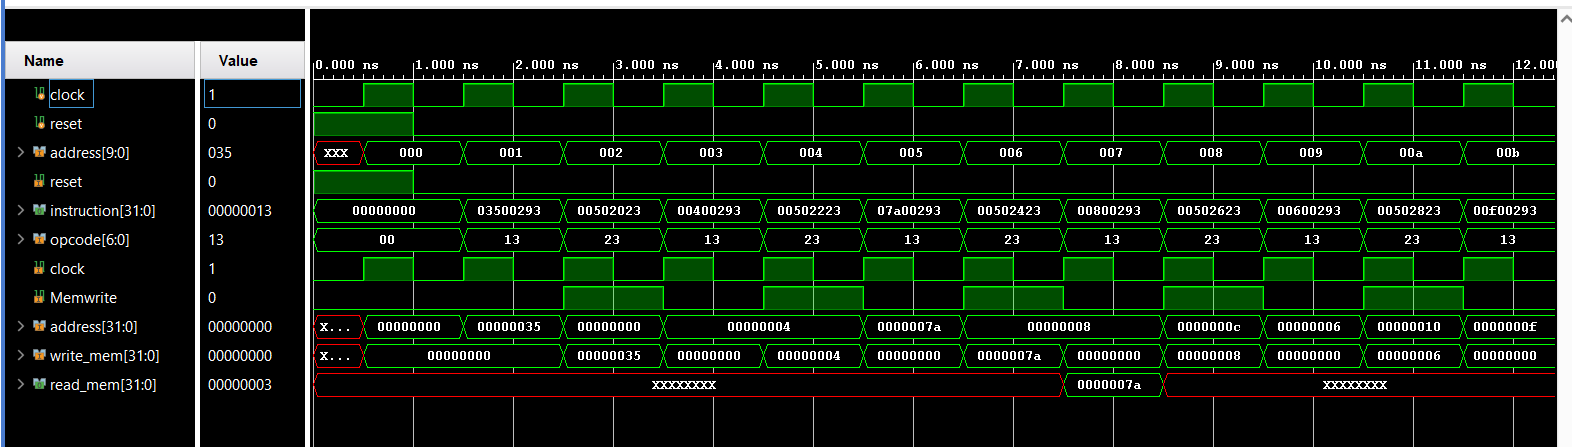 Name Value
0.000 ns 1.000 ns 2.000 ns 3.000 ns 4.000 ns 5.000 ns 6.000 ns 7.000 ns 8.000 ns 9.000 ns 10.000 ns 11.000 ns 12.000
clock 1
reset 0
address[9:0] 035 XXX 000 001 002 003 004 005 006 007 008 009 00a 00b
reset 0
instruction[31:0] 00000013 00000000 03500293 00502023 00400293 00502223 07a00293 00502423 00800293 00502623 00600293 00502823 00f00293
opcode[6:0] 13 00 13 23 13 23 13 23 13 23 13 23 13
clock 1
Memwrite 0
address[31:0] 00000000 X... 00000000 00000035 00000000 00000004 0000007a 00000008 0000000c 00000006 00000010 0000000f
write_mem[31:0] 00000000 X... 00000000 00000035 00000000 00000004 00000000 0000007a 00000000 00000008 00000000 00000006 00000000
read_mem[31:0] 00000003 XXXXXXXX 0000007a XXXXXXXX